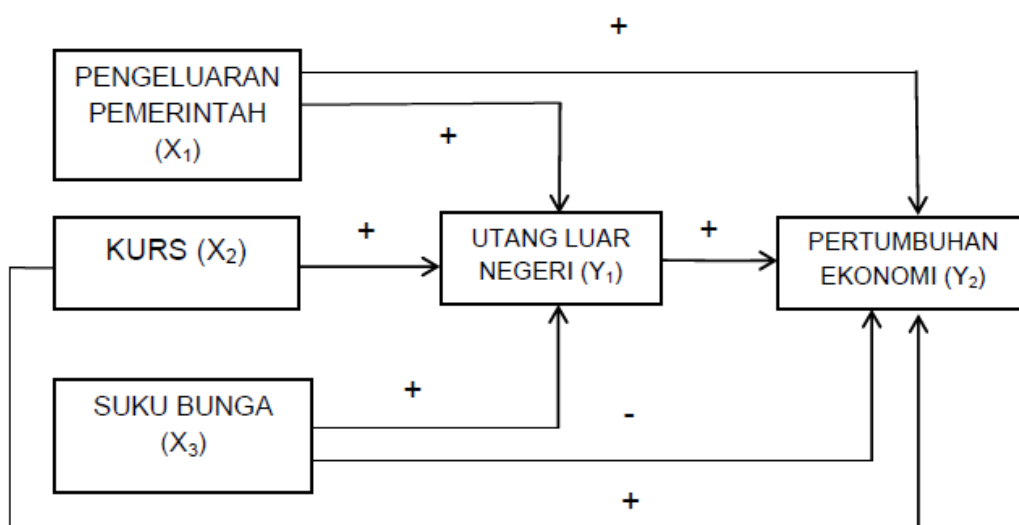 +
PENGELUARAN
PEMERINTAH
(X₁)
+
KURS (X₂)
+
UTANG LUAR
NEGERI (Y₁)
+
PERTUMBUHAN
EKONOMI (Y₂)
SUKU BUNGA
(X₃)
+
-
+